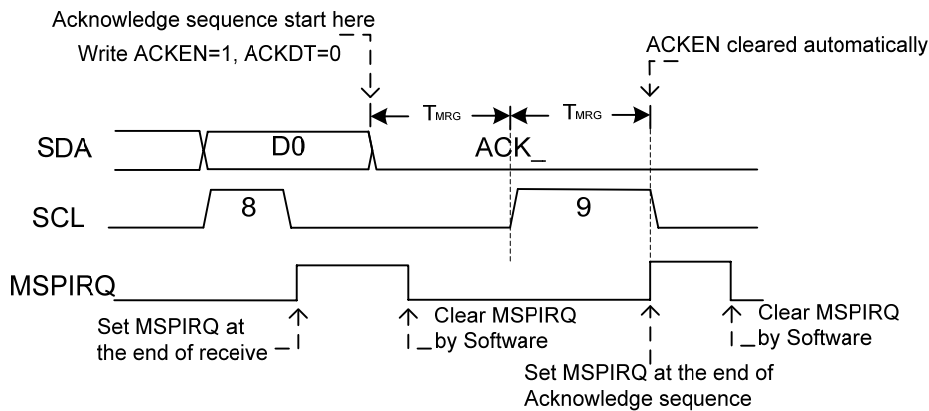 Acknowledge sequence start here
Write ACKEN=1, ACKDT=0
ACKEN cleared automatically
TMRG
TMRG
SDA
D0
ACK_
SCL
8
9
MSPIRQ
Set MSPIRQ at
the end of receive
Clear MSPIRQ
by Software
Clear MSPIRQ
by Software
Set MSPIRQ at the end of
Acknowledge sequence